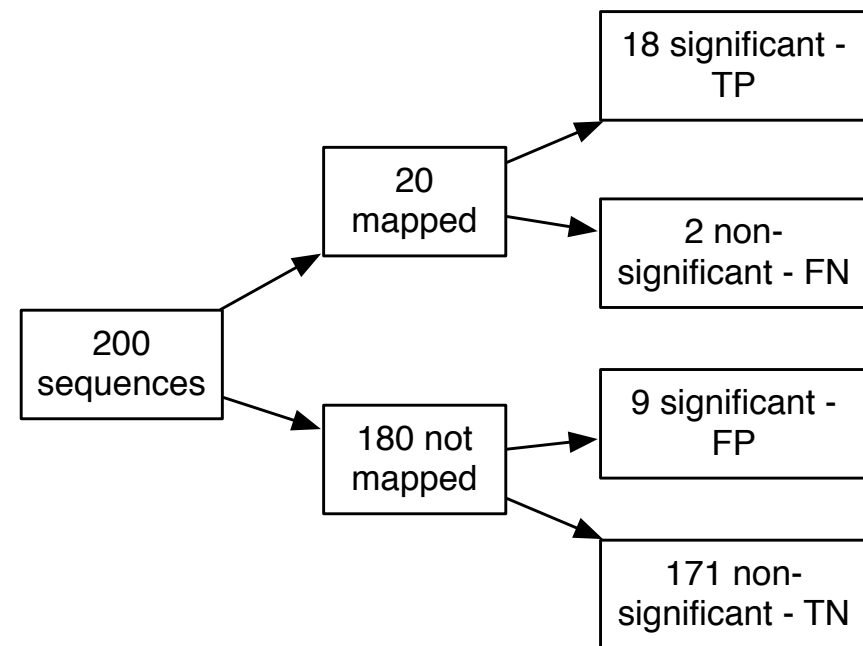 200
sequences
20
mapped
180 not
mapped
18 significant -
TP
2 non-
significant - FN
9 significant -
FP
171 non-
significant - TN